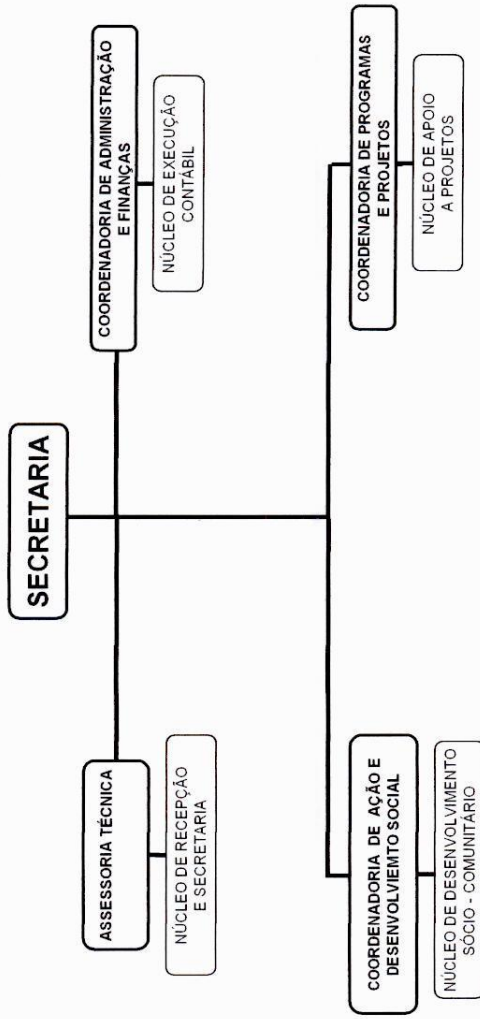 SECRETARIA
ASSESSORIA TÉCNICA
NÚCLEO DE RECEPÇÃO
E SECRETARIA
COORDENADORIA DE ADMINISTRAÇÃO
E FINANÇAS
NÚCLEO DE EXECUÇÃO
CONTÁBIL
COORDENADORIA DE AÇÃO E
DESENVOLVIEMTO SOCIAL
NÚCLEO DE DESENVOLVIMENTO
SÓCIO - COMUNITÁRIO
COORDENADORIA DE PROGRAMAS
E PROJETOS
NÚCLEO DE APOIO
A PROJETOS